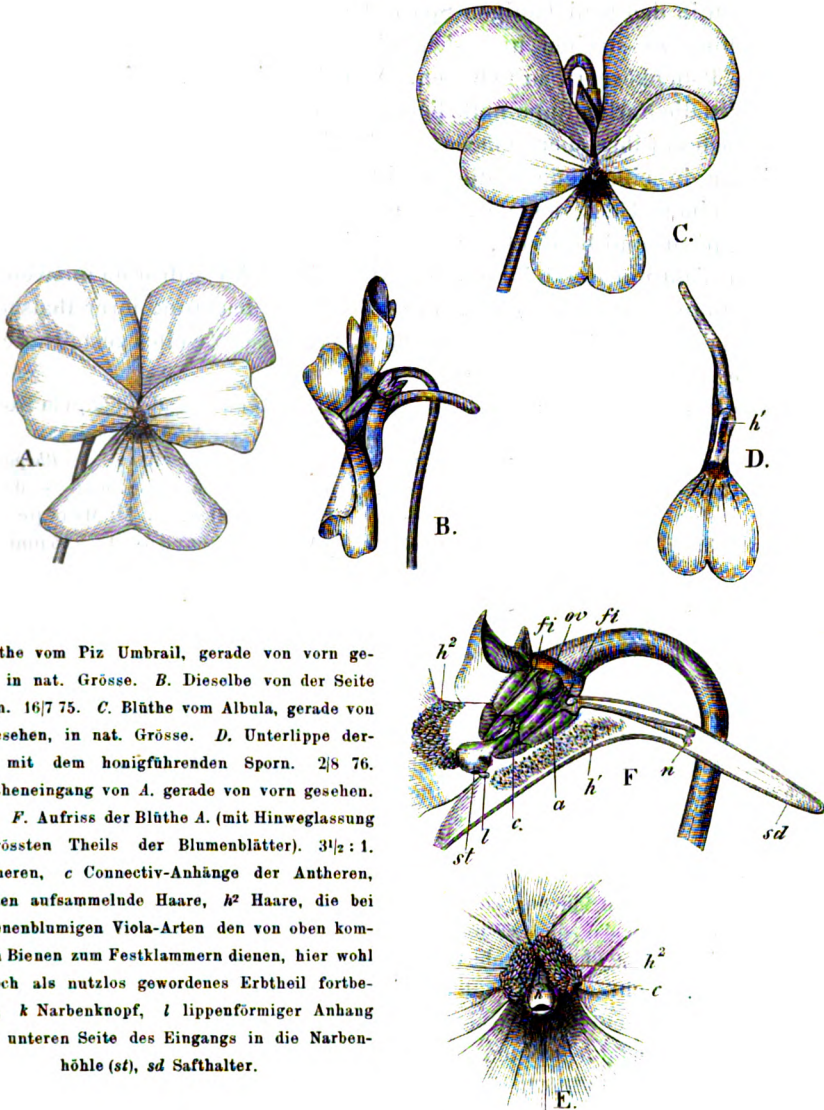 C.
A.
B.
h′
D.
fi ov fi
h²
n
F
h′
a
c.
l
st
sd
h²
c
k
E.
the vom Piz Umbrail, gerade von vorn ge-
in nat. Grösse. B. Dieselbe von der Seite
n. 16|7 75. C. Blüthe vom Albula, gerade von
esehen, in nat. Grösse. D. Unterlippe der-
mit dem honigführenden Sporn. 2|8 76.
heneingang von A. gerade von vorn gesehen.
F. Aufriss der Blüthe A. (mit Hinweglassung
össten Theils der Blumenblätter). 3¹|2 : 1.
heren, c Connectiv-Anhänge der Antheren,
en aufsammelnde Haare, h² Haare, die bei
nenblumigen Viola-Arten den von oben kom-
Bienen zum Festklammern dienen, hier wohl
ch als nutzlos gewordenes Erbtheil fortbe-
k Narbenknopf, l lippenförmiger Anhang
unteren Seite des Eingangs in die Narben-
höhle (st), sd Safthalter.